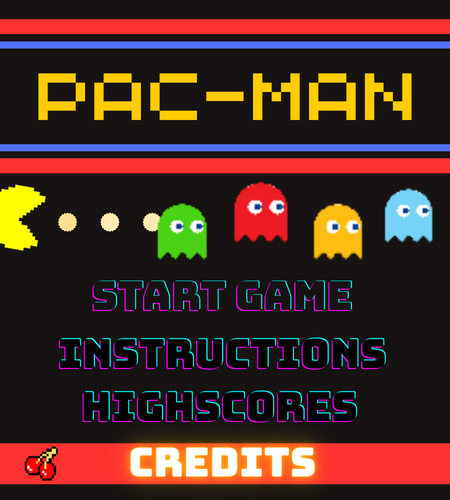 PAC-MAN
START GAME
INSTRUCTIONS
HIGHSCORES
CREDITS